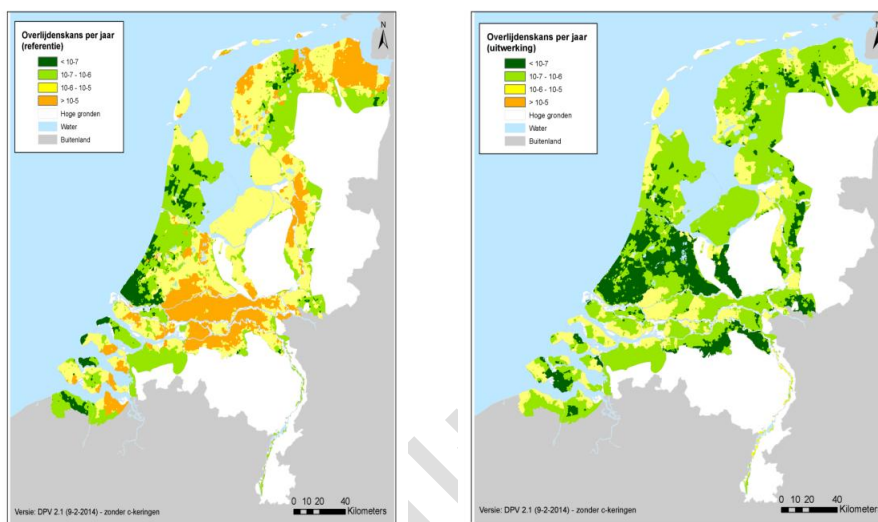 Overlijdenskans per jaar
(referentie)
< 10-7
10-7 - 10-6
10-6 - 10-5
> 10-5
Hoge gronden
Water
Buitenland
N
Versie: DPV 2.1 (9-2-2014) - zonder c-keringen
0 10 20 40
Kilometers
Overlijdenskans per jaar
(uitwerking)
< 10-7
10-7 - 10-6
10-6 - 10-5
> 10-5
Hoge gronden
Water
Buitenland
N
Versie: DPV 2.1 (9-2-2014) - zonder c-keringen
0 10 20 40
Kilometers